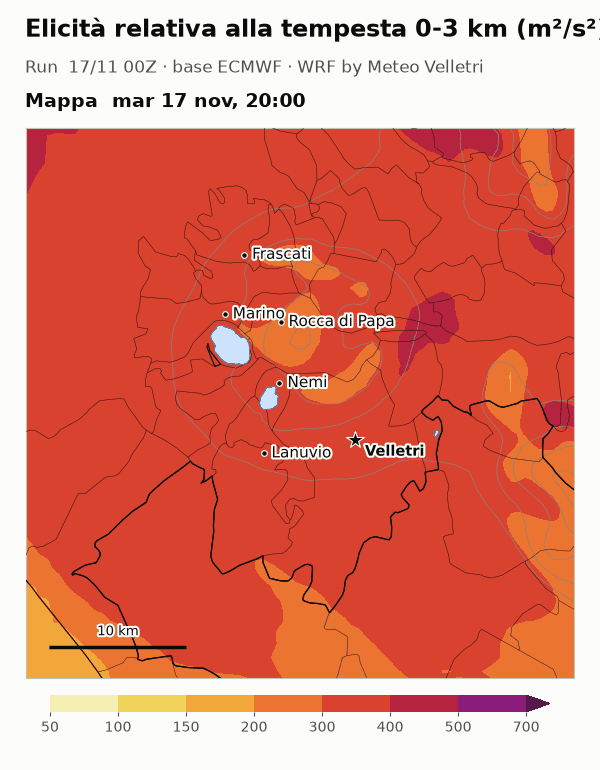 Elicità relativa alla tempesta 0-3 km (m²/s²)
Run  17/11 00Z · base ECMWF · WRF by Meteo Velletri
Mappa  mar 17 nov, 20:00
Frascati
Marino
Rocca di Papa
Nemi
Velletri
Lanuvio
10 km
50 100 150 200 300 400 500 700